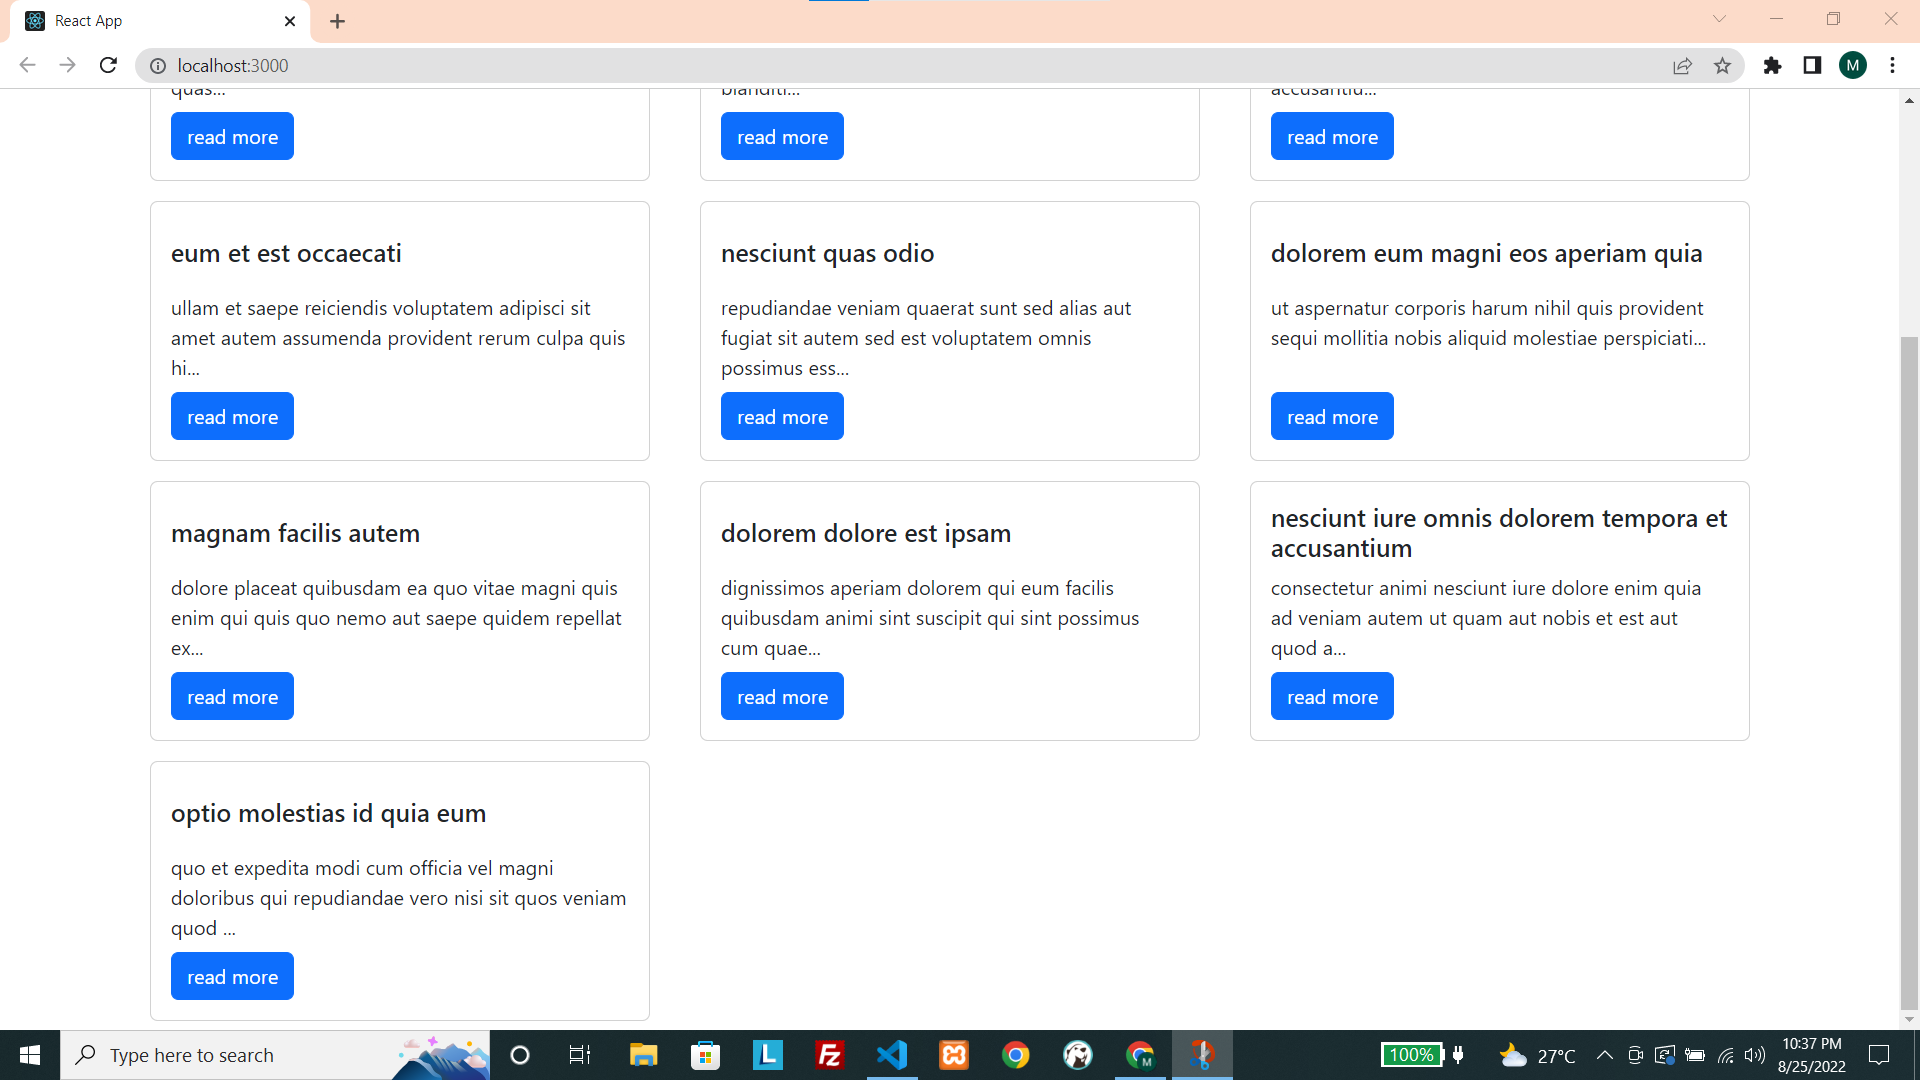 React App
localhost:3000
M
quas...
blanditi...
accusantiu...
read more
read more
read more
eum et est occaecati
nesciunt quas odio
dolorem eum magni eos aperiam quia
ullam et saepe reiciendis voluptatem adipisci sit
amet autem assumenda provident rerum culpa quis
hi...
repudiandae veniam quaerat sunt sed alias aut
fugiat sit autem sed est voluptatem omnis
possimus ess...
ut aspernatur corporis harum nihil quis provident
sequi mollitia nobis aliquid molestiae perspiciati...
read more
read more
read more
magnam facilis autem
dolorem dolore est ipsam
nesciunt iure omnis dolorem tempora et
accusantium
dolore placeat quibusdam ea quo vitae magni quis
enim qui quis quo nemo aut saepe quidem repellat
ex...
dignissimos aperiam dolorem qui eum facilis
quibusdam animi sint suscipit qui sint possimus
cum quae...
consectetur animi nesciunt iure dolore enim quia
ad veniam autem ut quam aut nobis et est aut
quod a...
read more
read more
read more
optio molestias id quia eum
quo et expedita modi cum officia vel magni
doloribus qui repudiandae vero nisi sit quos veniam
quod ...
read more
Type here to search
L
Fz
M
100%
27°C
10:37 PM
8/25/2022